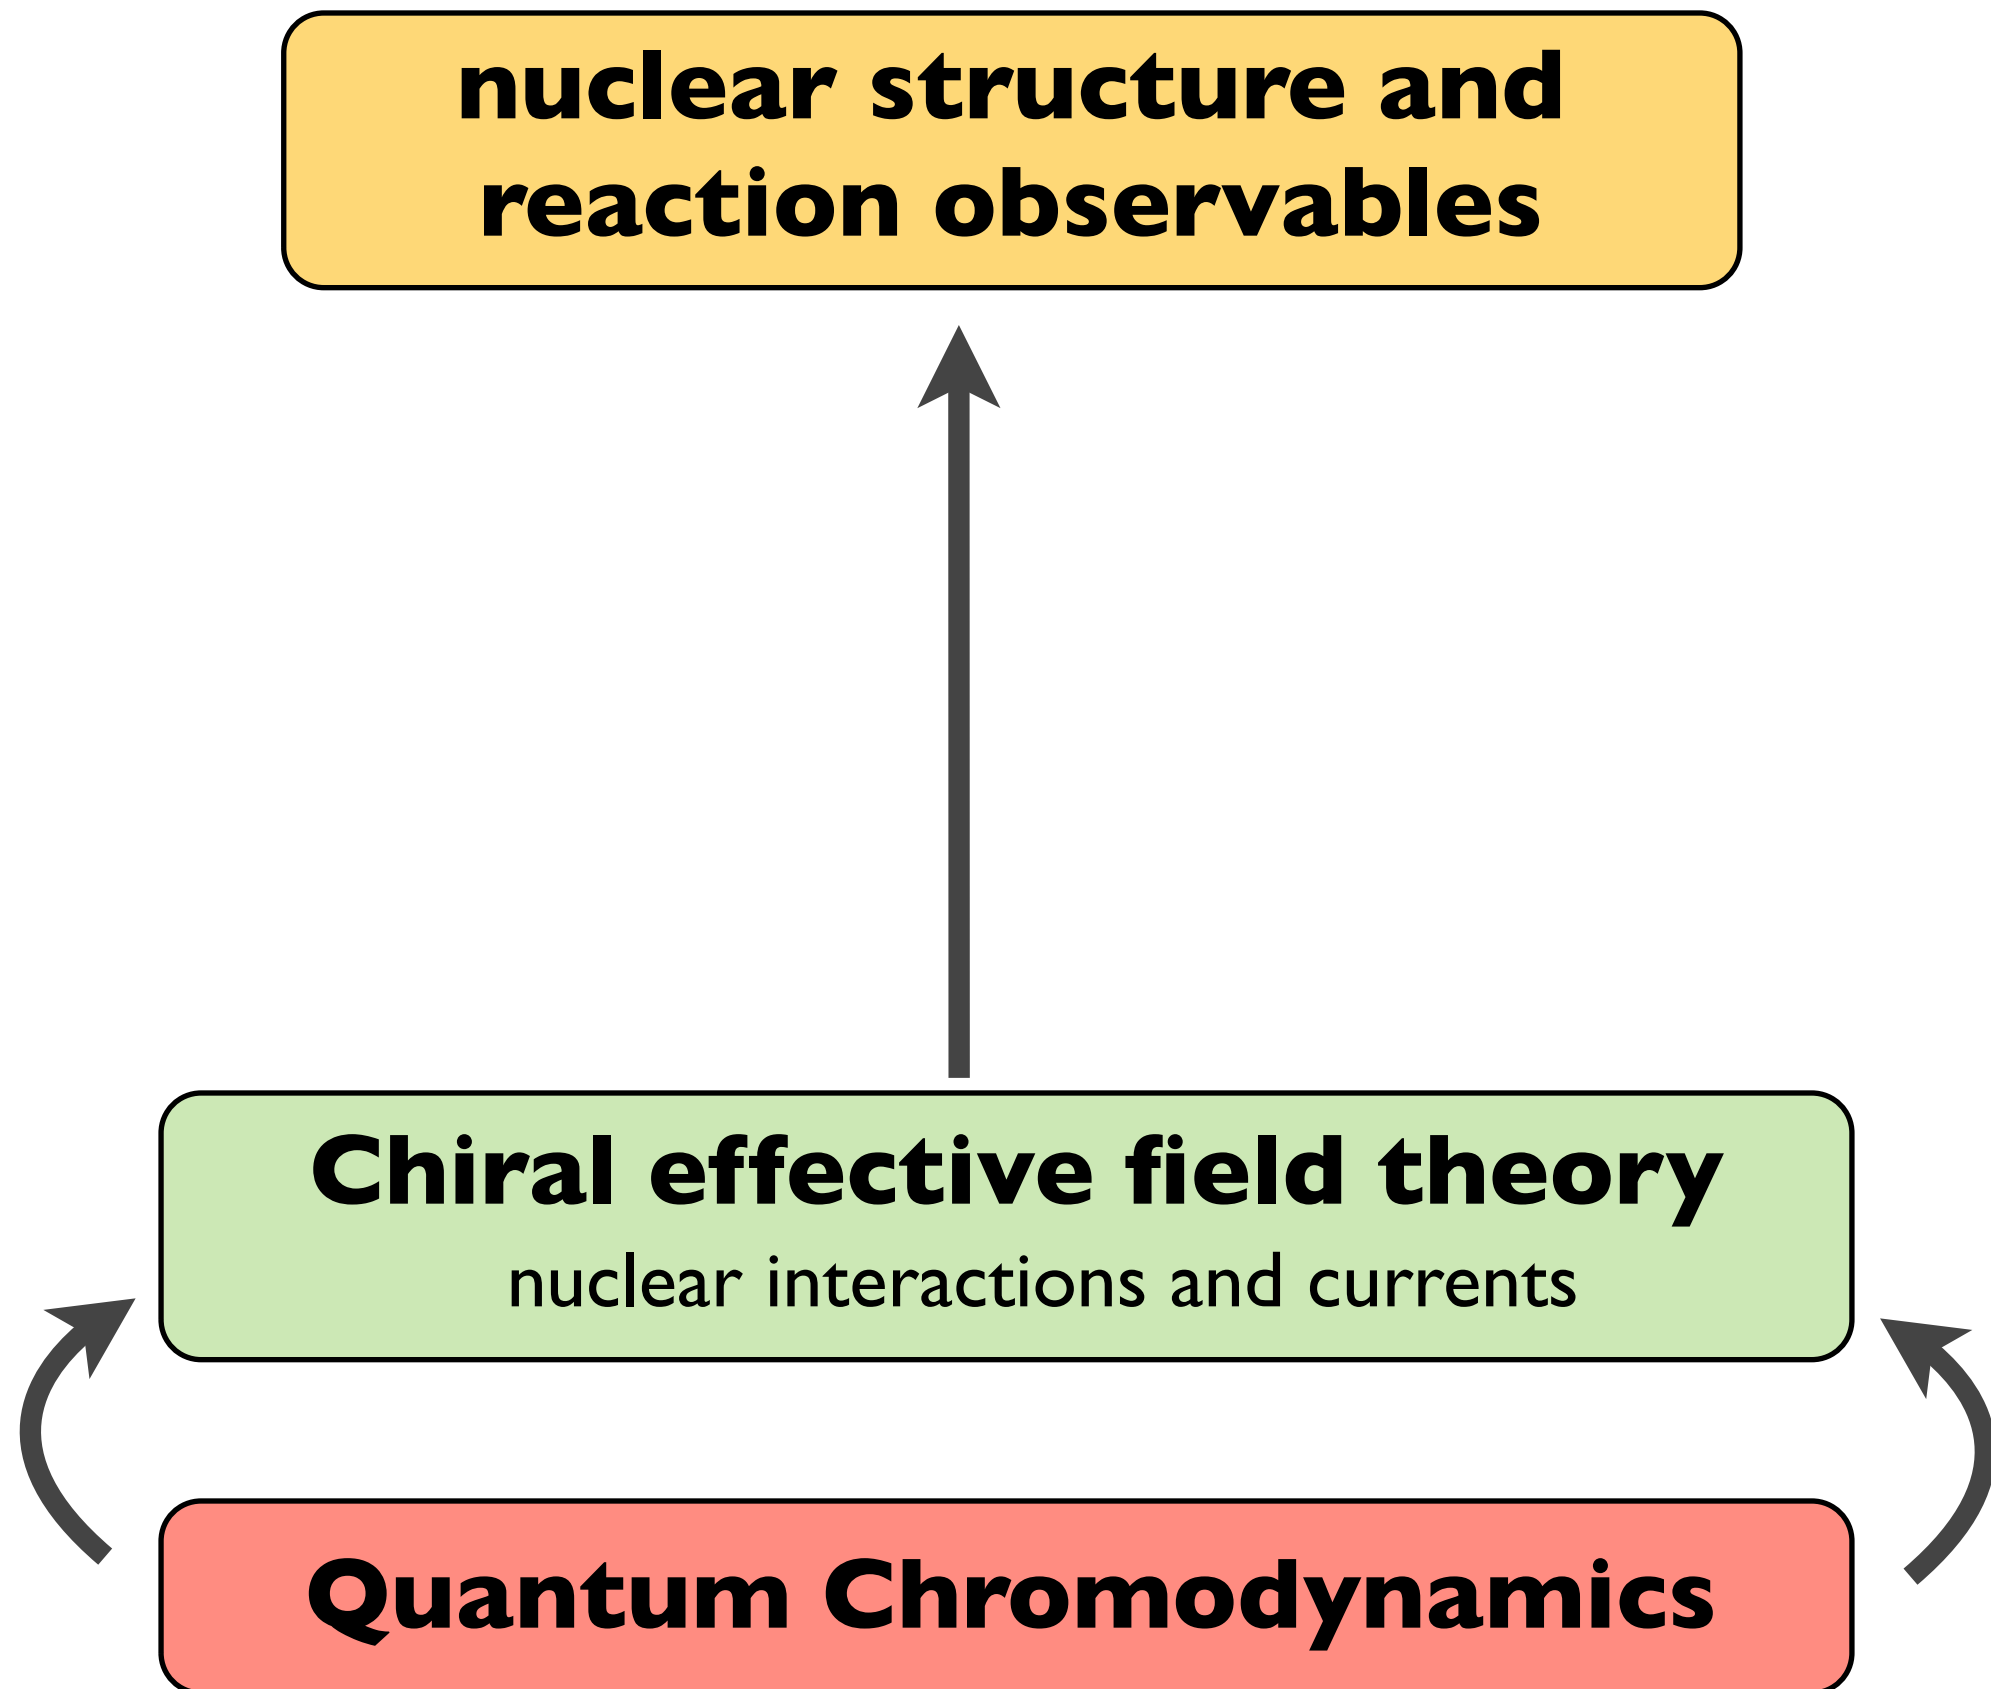 nuclear structure and
reaction observables
Chiral effective field theory
nuclear interactions and currents
Quantum Chromodynamics